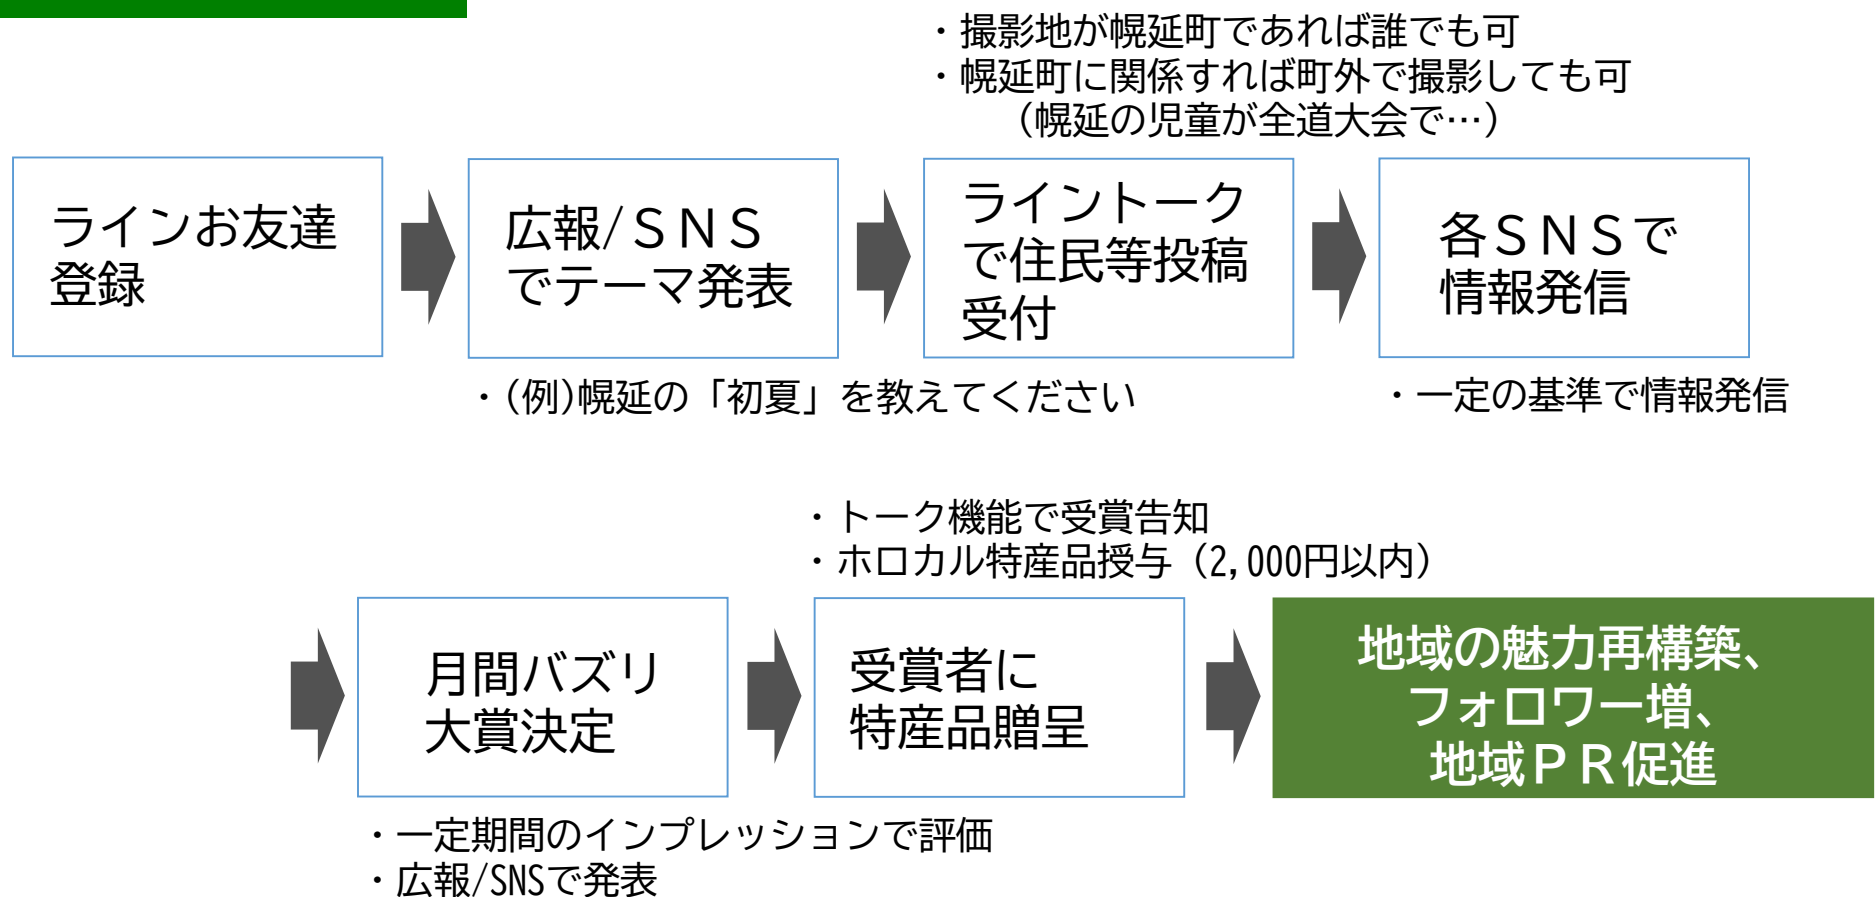 ・撮影地が幌延町であれば誰でも可
・幌延町に関係すれば町外で撮影しても可
（幌延の児童が全道大会で…）
ラインお友達
登録
広報/ＳＮＳ
でテーマ発表
ライントーク
で住民等投稿
受付
各ＳＮＳで
情報発信
・(例)幌延の「初夏」を教えてください
・一定の基準で情報発信
・トーク機能で受賞告知
・ホロカル特産品授与（2,000円以内）
月間バズリ
大賞決定
受賞者に
特産品贈呈
地域の魅力再構築、
フォロワー増、
地域ＰＲ促進
・一定期間のインプレッションで評価
・広報/SNSで発表